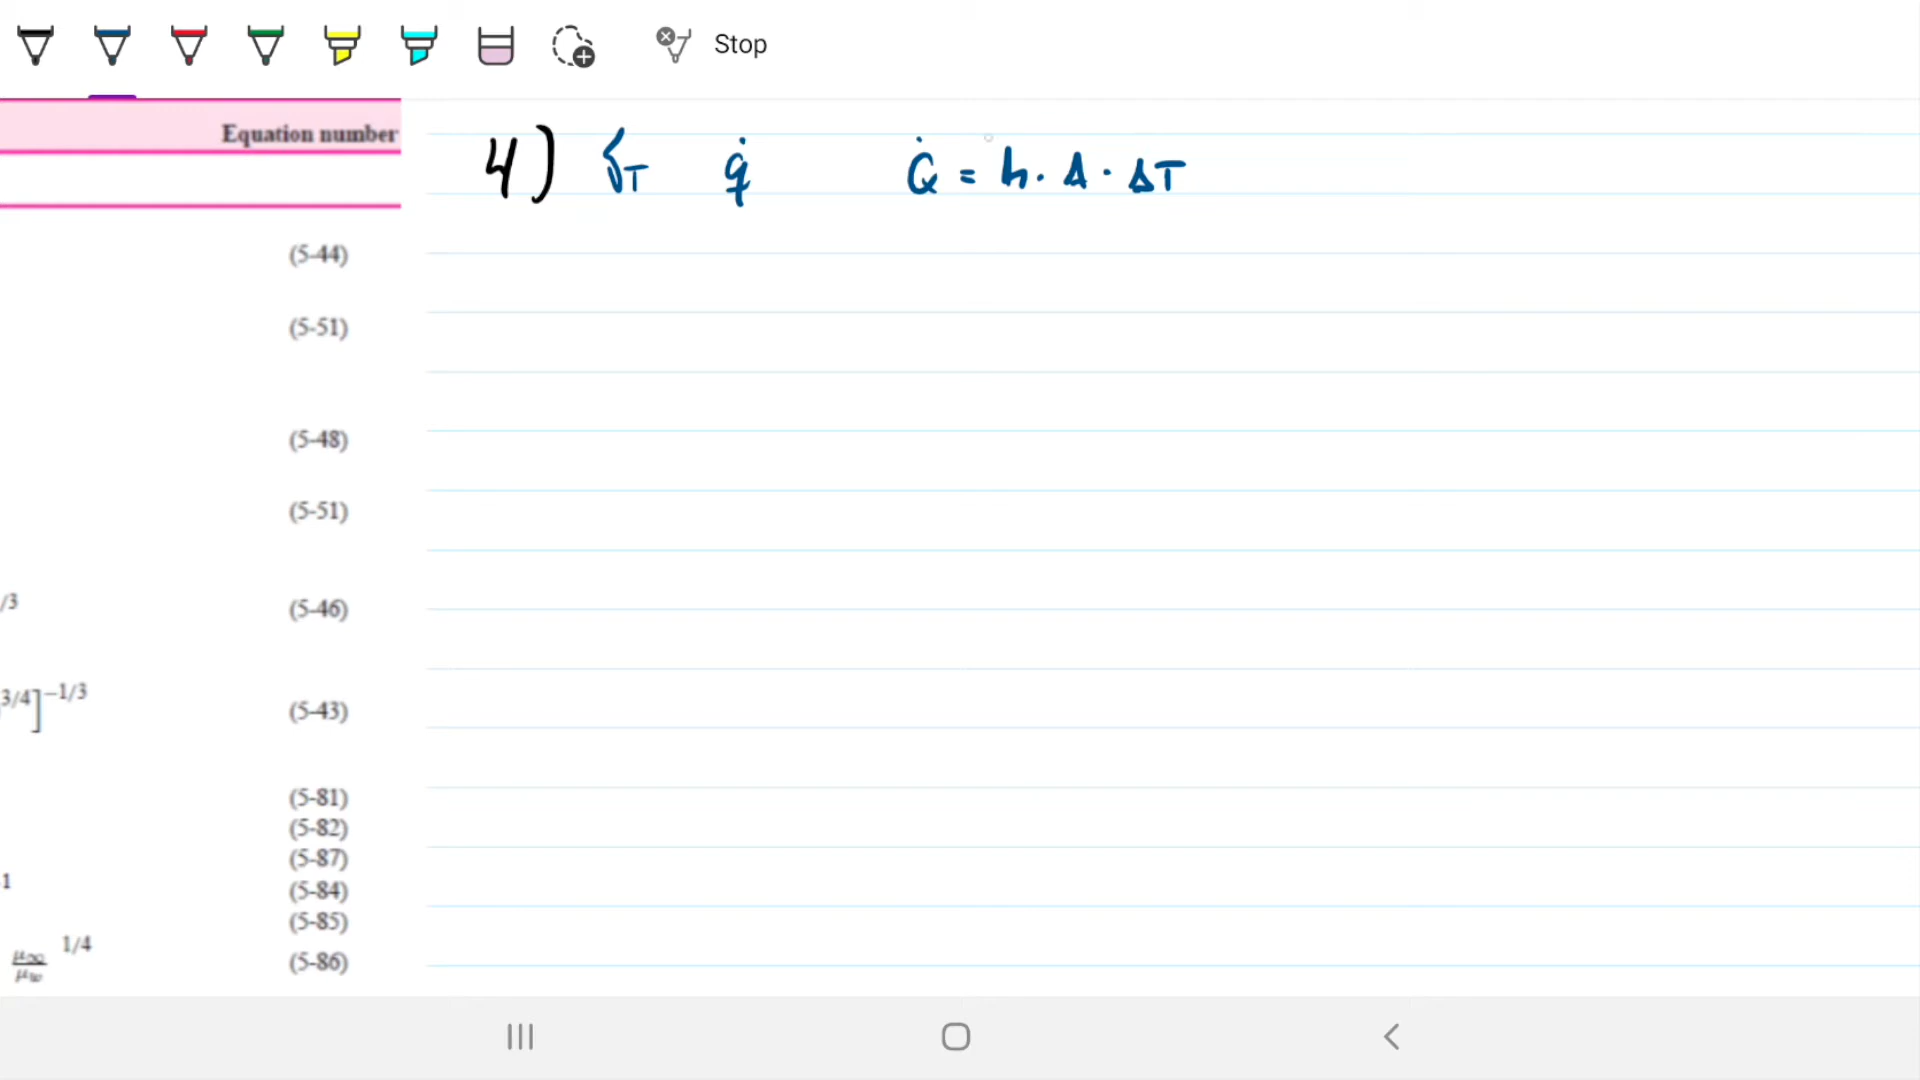 Stop
Equation number
4) δT q̇ Q̇ = h · A · ΔT
(5-44)
(5-51)
(5-48)
(5-51)
/3 (5-46)
3/4]−1/3 (5-43)
(5-81)
(5-82)
(5-87)
1 (5-84)
(5-85)
μ∞/μw 1/4 (5-86)